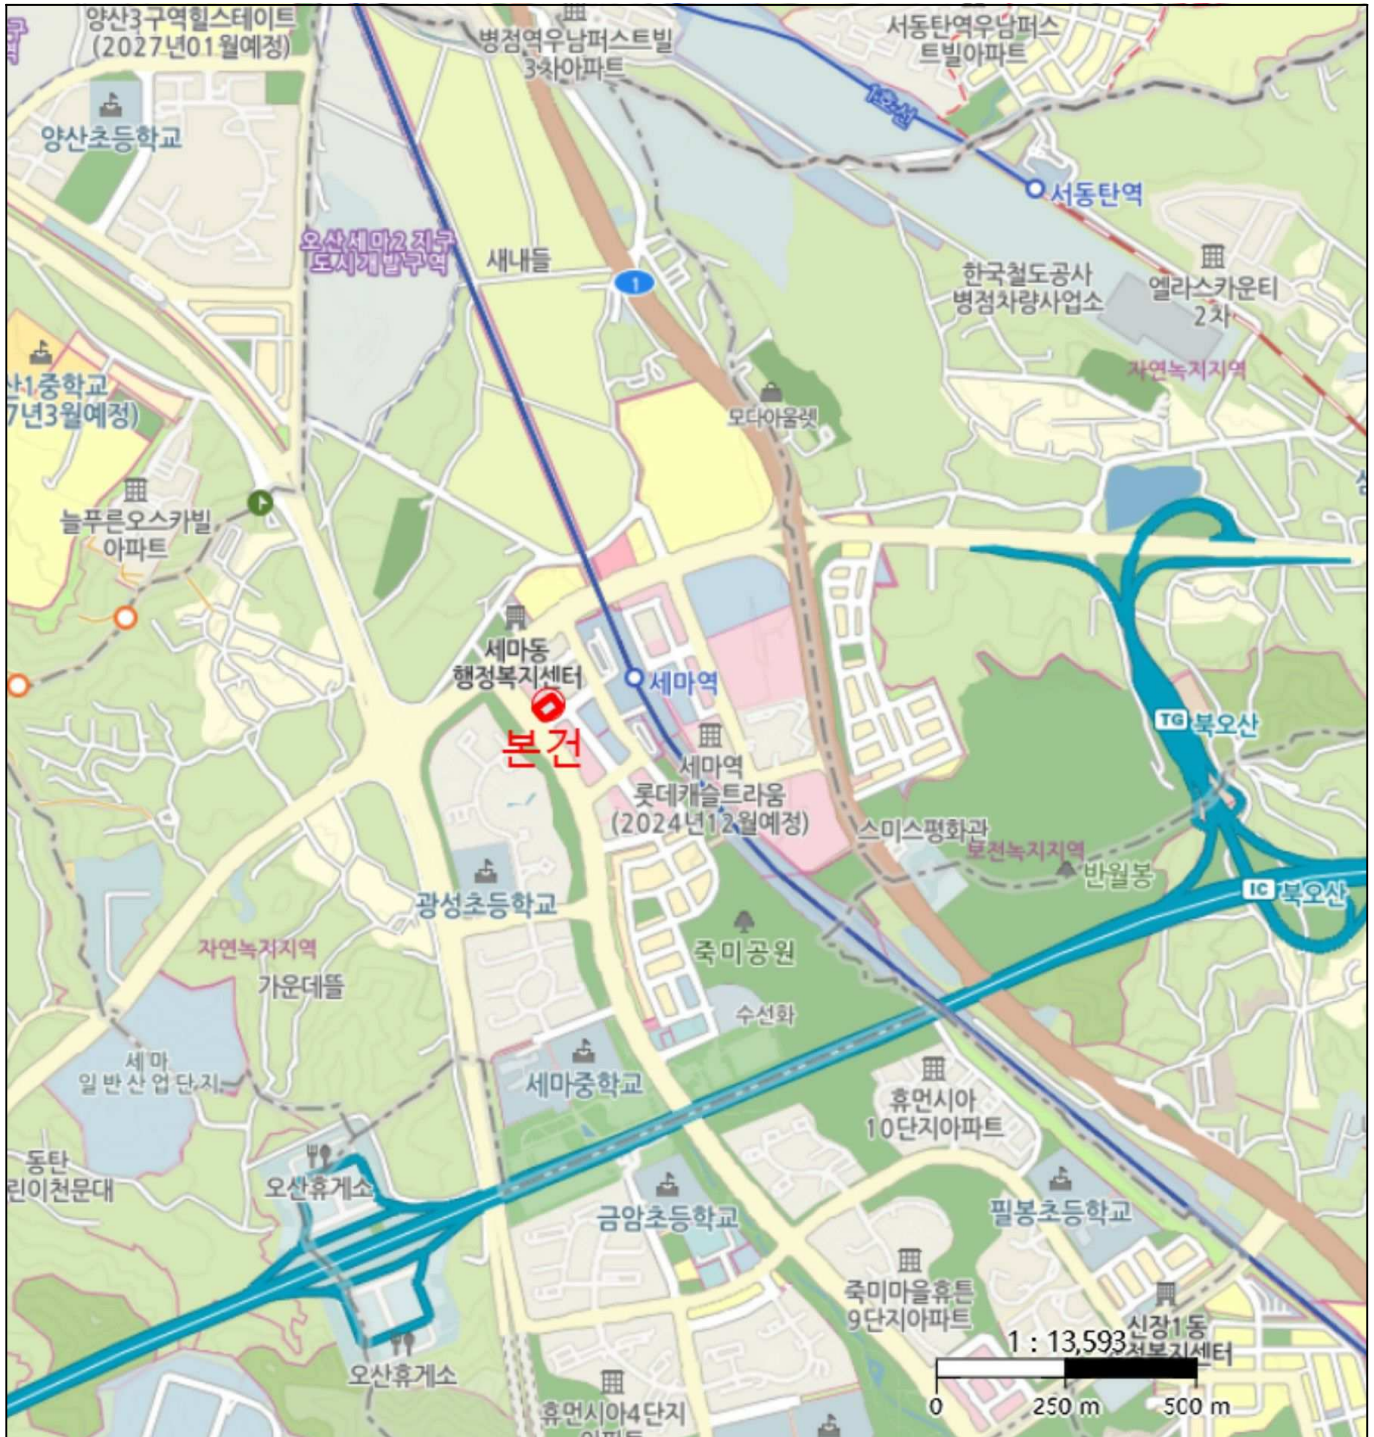 양산3구역힐스테이트
(2027년01월예정)
병점역우남퍼스트빌
3차아파트
서동탄역우남퍼스
트빌아파트
1호선
양산초등학교
서동탄역
오산세마2 지구
도시개발구역
새내들
1
한국철도공사
병점차량사업소
엘라스카운티
2차
자연녹지지역
산1중학교
7년3월예정)
모다아울렛
늘푸른오스카빌
아파트
세마동
행정복지센터
세마역
본건
TG 북오산
세마역
롯데캐슬트라움
(2024년12월예정)
스미스평화관
보전녹지지역
반월봉
IC 북오산
광성초등학교
죽미공원
자연녹지지역
가운데뜰
수선화
세마
일반산업단지
세마중학교
휴먼시아
10단지아파트
동탄
린이천문대
오산휴게소
금암초등학교
필봉초등학교
죽미마을휴튼
9단지아파트
오산휴게소
신장1동
정복지센터
1 : 13,593
0
250 m
500 m
휴먼시아4단지